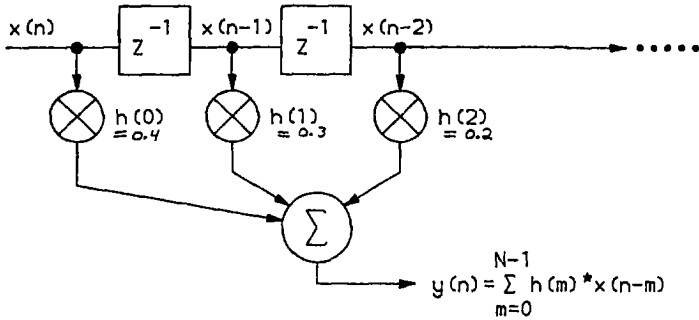 x(n) z⁻¹ x(n-1) z⁻¹ x(n-2)
h(0) h(1) h(2)
=0.4 =0.3 =0.2
Σ
N-1
y(n) = Σ h(m)*x(n-m)
m=0